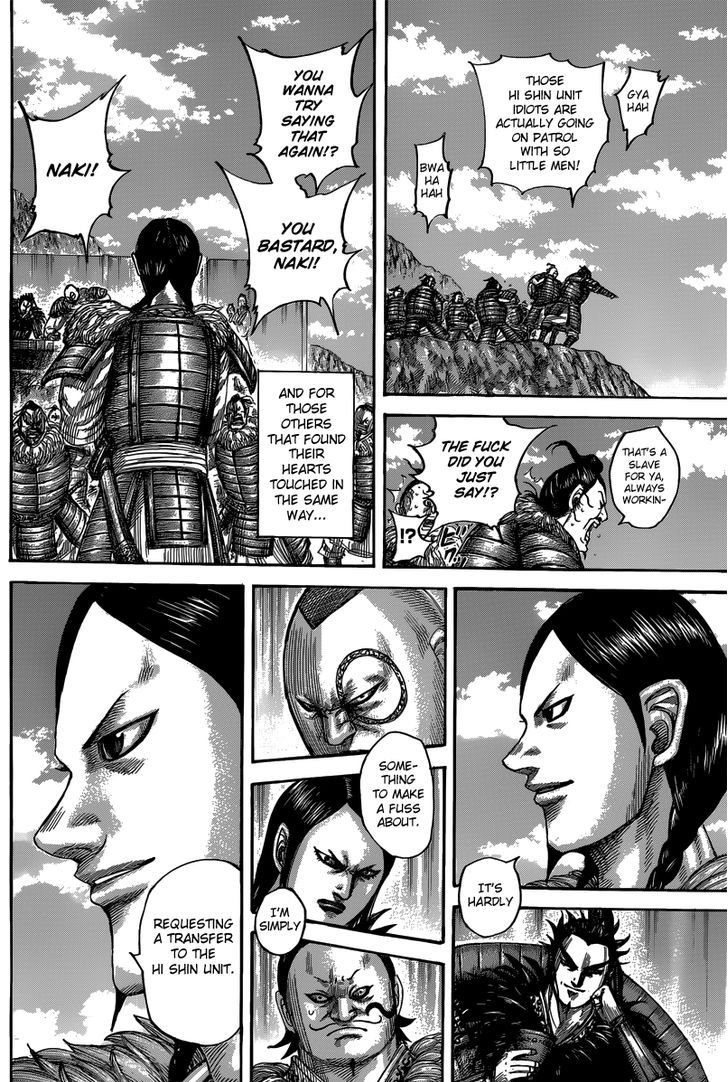 GYA
HAH
THOSE
HI SHIN UNIT
IDIOTS ARE
ACTUALLY GOING
ON PATROL
WITH SO
LITTLE MEN!
BWA
HA
HAH
THAT'S A
SLAVE
FOR YA,
ALWAYS
WORKIN-
THE FUCK
DID YOU
JUST
SAY!?
!?
YOU
WANNA
TRY
SAYING
THAT
AGAIN!?
YOU
BASTARD,
NAKI!
NAKI!
AND FOR
THOSE
OTHERS
THAT FOUND
THEIR
HEARTS
TOUCHED IN
THE SAME
WAY...
IT'S
HARDLY
SOME-
THING
TO MAKE
A FUSS
ABOUT.
I'M
SIMPLY
REQUESTING
A TRANSFER
TO THE
HI SHIN UNIT.